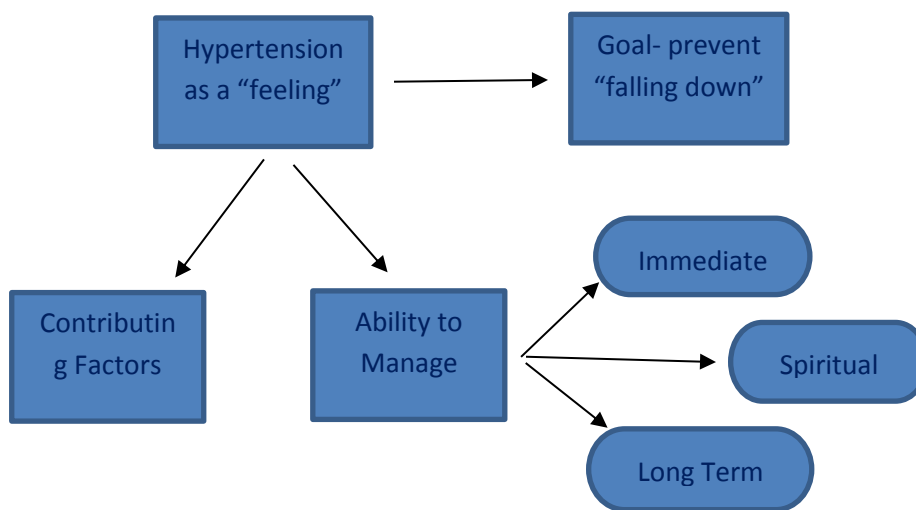 Hypertension
as a “feeling”
Goal- prevent
“falling down”
Contributin
g Factors
Ability to
Manage
Immediate
Spiritual
Long Term